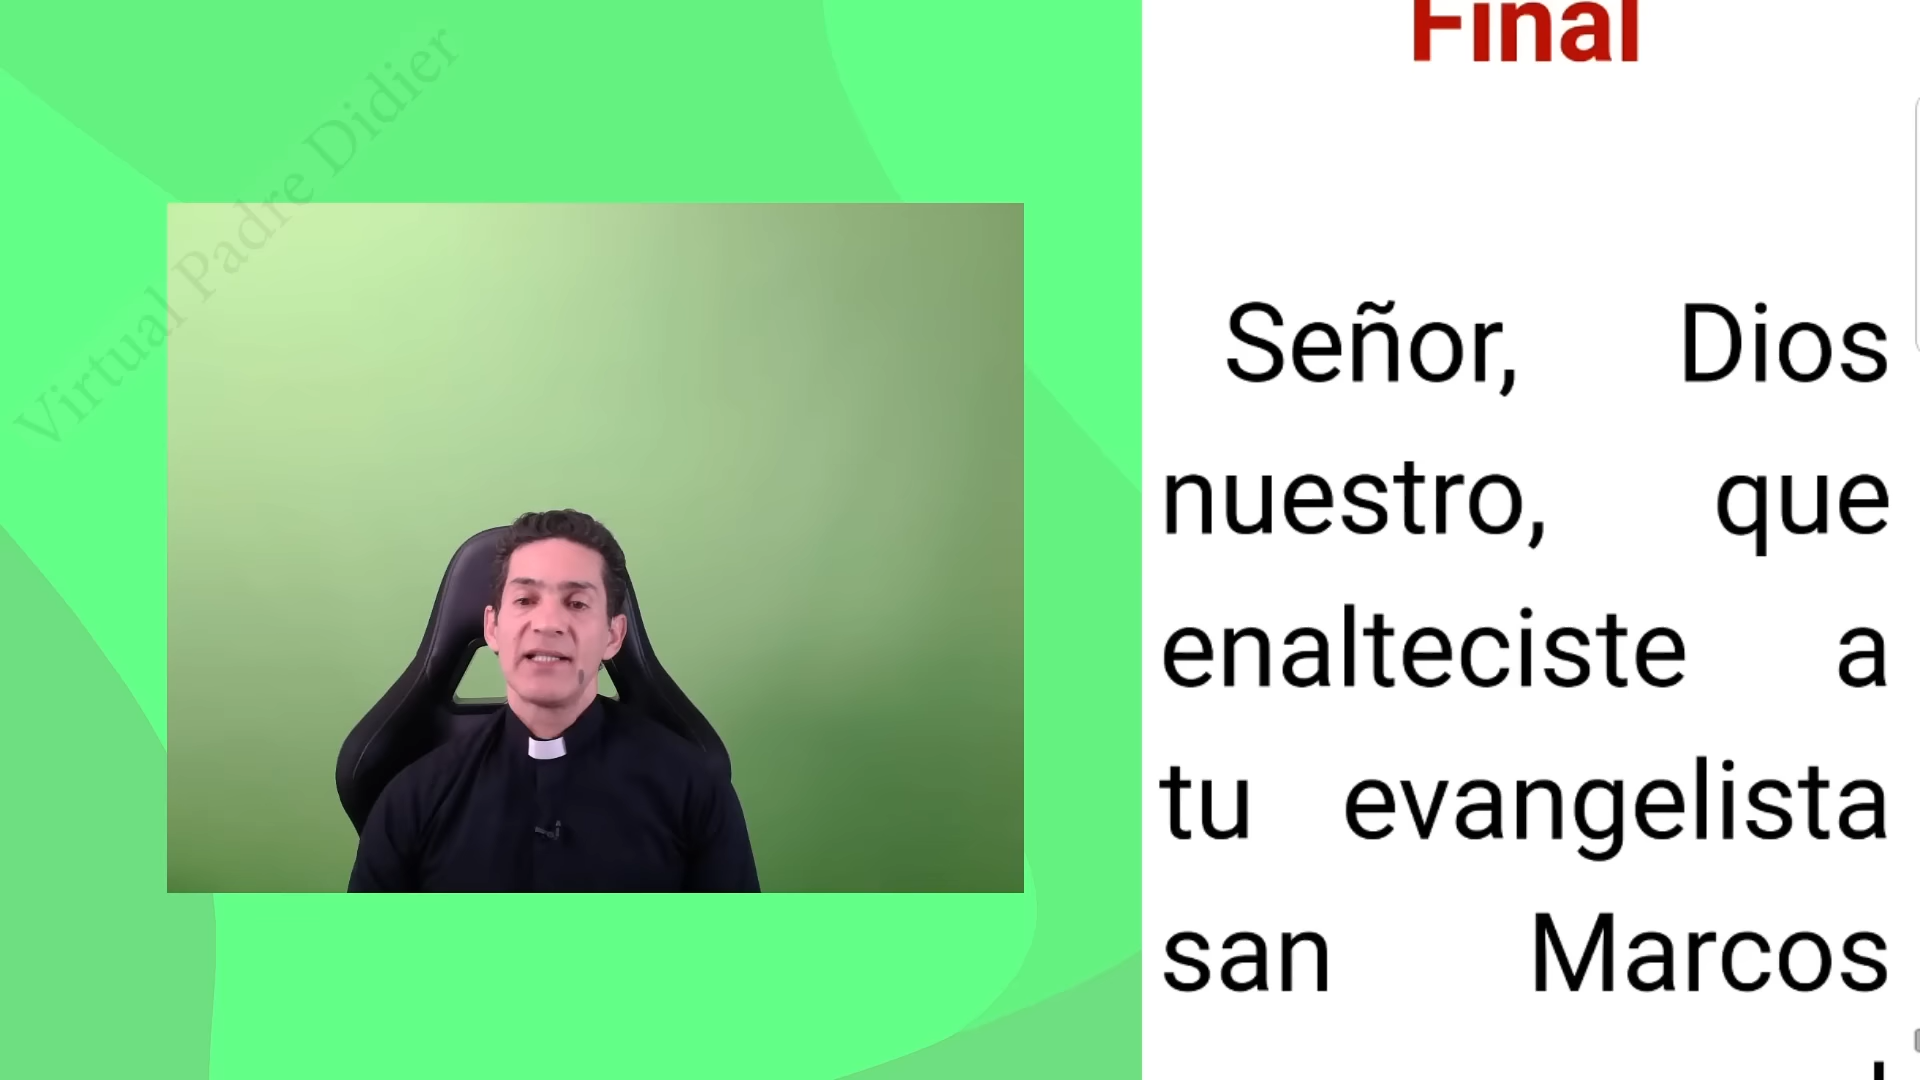 Virtual Padre Didier
Final
Señor, Dios
nuestro, que
enalteciste a
tu evangelista
san Marcos